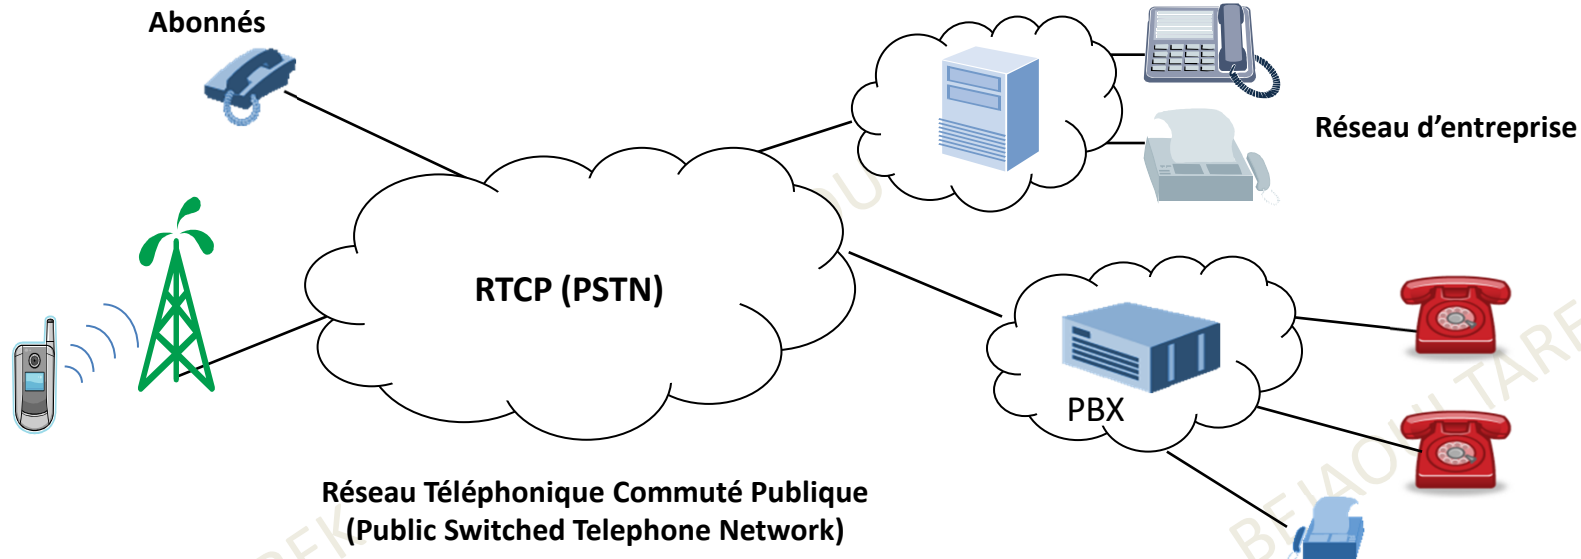 Abonnés
Réseau d’entreprise
RTCP (PSTN)
PBX
Réseau Téléphonique Commuté Publique
(Public Switched Telephone Network)